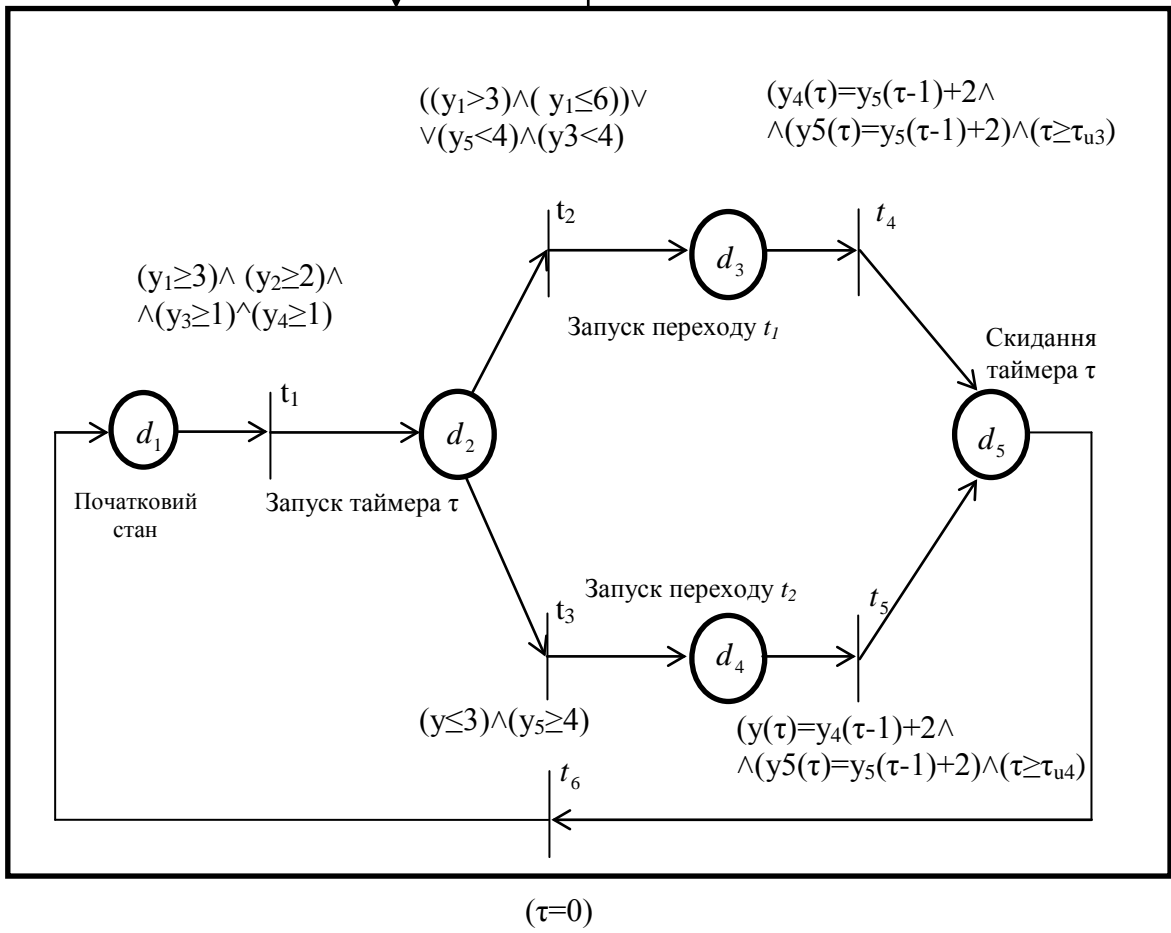 ((y₁>3)∧( y₁≤6))∨
∨(y₅<4)∧(y3<4)
(y₄(τ)=y₅(τ-1)+2∧
∧(y5(τ)=y₅(τ-1)+2)∧(τ≥τᵤ₃)
t₂
t₄
d₃
(y₁≥3)∧ (y₂≥2)∧
∧(y₃≥1)^(y₄≥1)
Запуск переходу t₁
Скидання
таймера τ
t₁
d₁
d₂
d₅
Початковий
стан
Запуск таймера τ
Запуск переходу t₂
t₃
t₅
d₄
(y≤3)∧(y₅≥4)
(y(τ)=y₄(τ-1)+2∧
∧(y5(τ)=y₅(τ-1)+2)∧(τ≥τᵤ₄)
t₆
(τ=0)